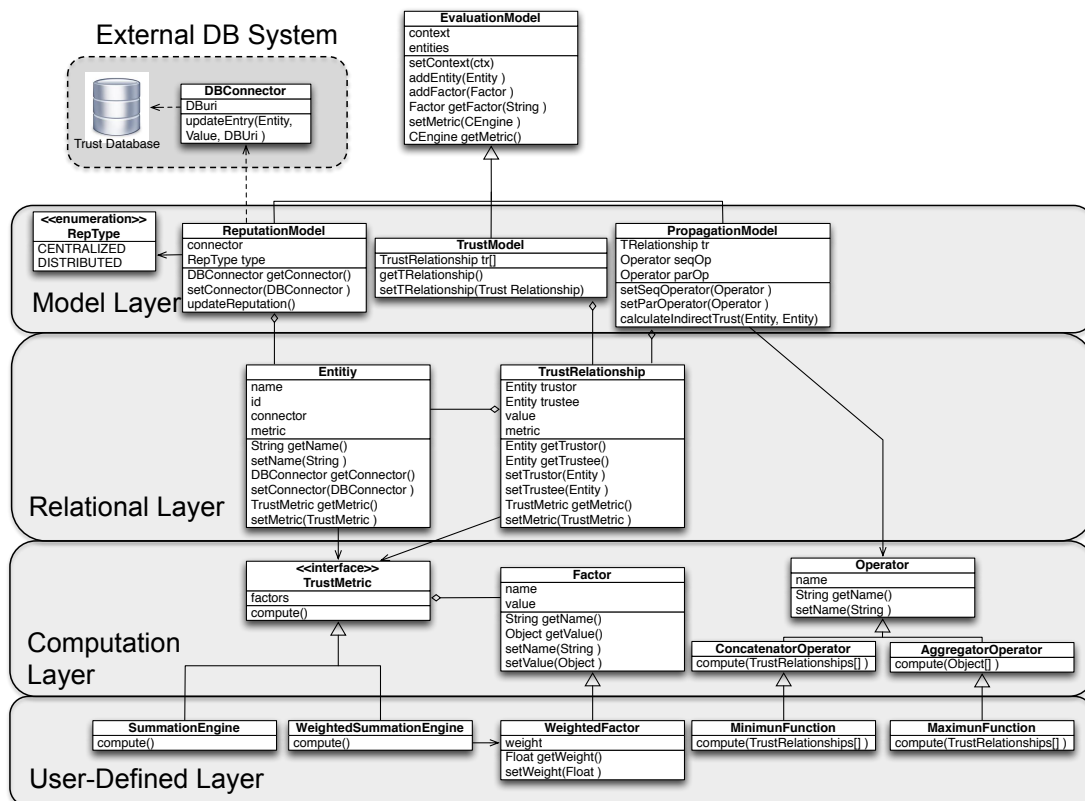 EvaluationModel
context
entities
setContext(ctx)
addEntity(Entity )
addFactor(Factor )
Factor getFactor(String )
setMetric(CEngine )
CEngine getMetric()
External DB System
DBConnector
DBuri
updateEntry(Entity,
Value, DBUri )
Trust Database
<<enumeration>>
RepType
CENTRALIZED
DISTRIBUTED
ReputationModel
connector
RepType type
DBConnector getConnector()
setConnector(DBConnector )
updateReputation()
TrustModel
TrustRelationship tr[]
getTRelationship()
setTRelationship(Trust Relationship)
PropagationModel
TRelationship tr
Operator seqOp
Operator parOp
setSeqOperator(Operator )
setParOperator(Operator )
calculateIndirectTrust(Entity, Entity)
Model Layer
Entitiy
name
id
connector
metric
String getName()
setName(String )
DBConnector getConnector()
setConnector(DBConnector )
TrustMetric getMetric()
setMetric(TrustMetric )
TrustRelationship
Entity trustor
Entity trustee
value
metric
Entity getTrustor()
Entity getTrustee()
setTrustor(Entity )
setTrustee(Entity )
TrustMetric getMetric()
setMetric(TrustMetric )
Relational Layer
<<interface>>
TrustMetric
factors
compute()
Factor
name
value
String getName()
Object getValue()
setName(String )
setValue(Object )
Operator
name
String getName()
setName(String )
ConcatenatorOperator
compute(TrustRelationships[] )
AggregatorOperator
compute(Object[] )
Computation
Layer
SummationEngine
compute()
WeightedSummationEngine
compute()
WeightedFactor
weight
Float getWeight()
setWeight(Float )
MinimunFunction
compute(TrustRelationships[] )
MaximunFunction
compute(TrustRelationships[] )
User-Defined Layer